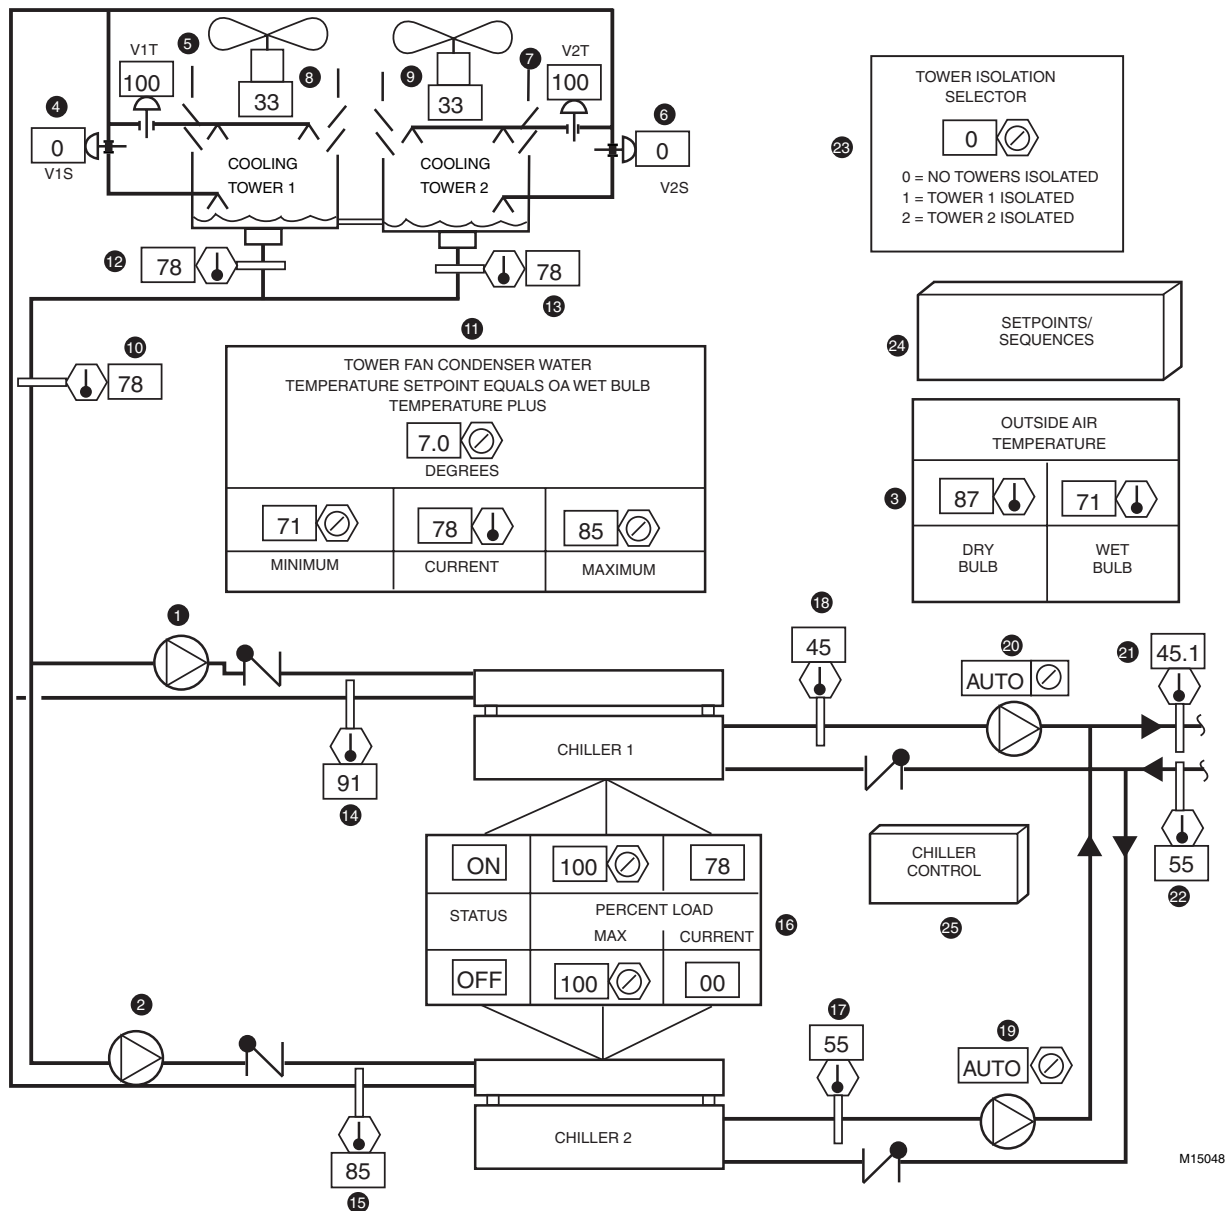 V1T
5
8
9
7
V2T
100
33
33
100
4
6
0
0
V1S
V2S
COOLING
TOWER 1
COOLING
TOWER 2
12
78
78
13
10
78
11
TOWER FAN CONDENSER WATER
TEMPERATURE SETPOINT EQUALS OA WET BULB
TEMPERATURE PLUS
7.0
DEGREES
71
78
85
MINIMUM
CURRENT
MAXIMUM
23
TOWER ISOLATION
SELECTOR
0
0 = NO TOWERS ISOLATED
1 = TOWER 1 ISOLATED
2 = TOWER 2 ISOLATED
24
SETPOINTS/
SEQUENCES
3
OUTSIDE AIR
TEMPERATURE
87
71
DRY
BULB
WET
BULB
1
18
45
20
AUTO
21
45.1
CHILLER 1
91
14
55
22
ON
100
78
STATUS
PERCENT LOAD
MAX
CURRENT
16
OFF
100
00
CHILLER
CONTROL
25
2
17
55
19
AUTO
CHILLER 2
85
15
M15048